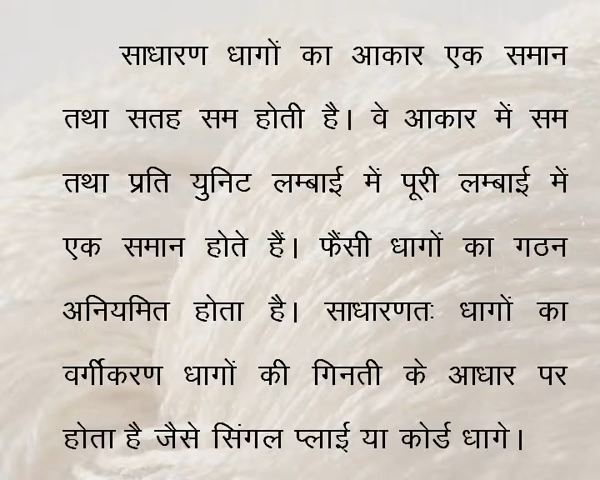 साधारण धागों का आकार एक समान
तथा सतह सम होती है। वे आकार में सम
तथा प्रति युनिट लम्बाई में पूरी लम्बाई में
एक समान होते हैं। फैंसी धागों का गठन
अनियमित होता है। साधारणतः धागों का
वर्गीकरण धागों की गिनती के आधार पर
होता है जैसे सिंगल प्लाई या कोर्ड धागे।